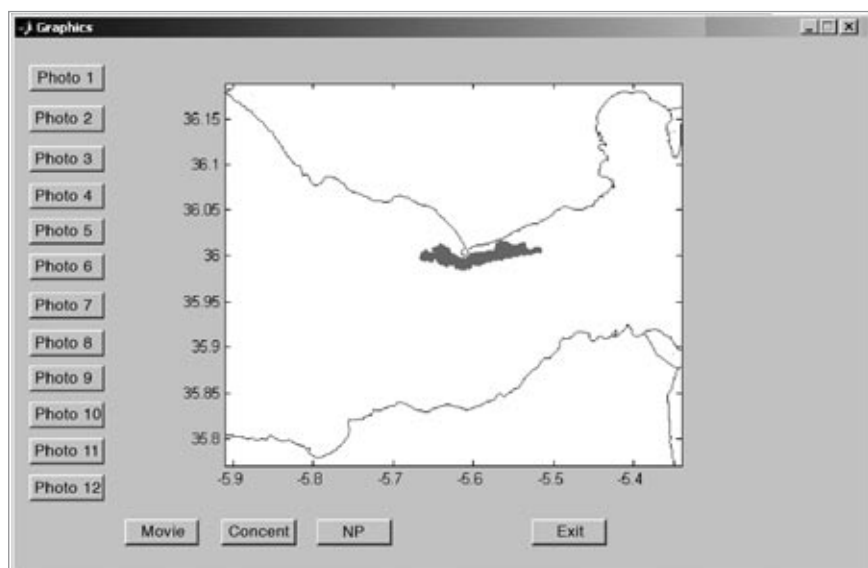 Graphics
Photo 1
Photo 2
Photo 3
Photo 4
Photo 5
Photo 6
Photo 7
Photo 8
Photo 9
Photo 10
Photo 11
Photo 12
36.15
36.1
36.05
36
35.95
35.9
35.85
35.8
-5.9 -5.8 -5.7 -5.6 -5.5 -5.4
Movie Concent NP Exit